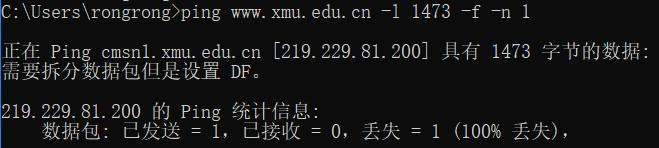 C:\Users\rongrong>ping www.xmu.edu.cn -l 1473 -f -n 1
正在 Ping cmsnl.xmu.edu.cn [219.229.81.200] 具有 1473 字节的数据:
需要拆分数据包但是设置 DF。
219.229.81.200 的 Ping 统计信息:
数据包: 已发送 = 1，已接收 = 0，丢失 = 1 (100% 丢失)，